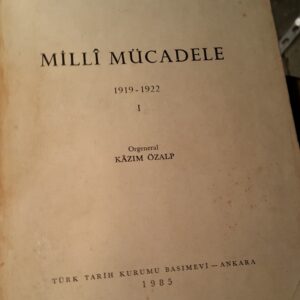 MİLLÎ MÜCADELE
1919-1922
I
Orgeneral
KÂZIM ÖZALP
TÜRK TARİH KURUMU BASIMEVİ — ANKARA
1985